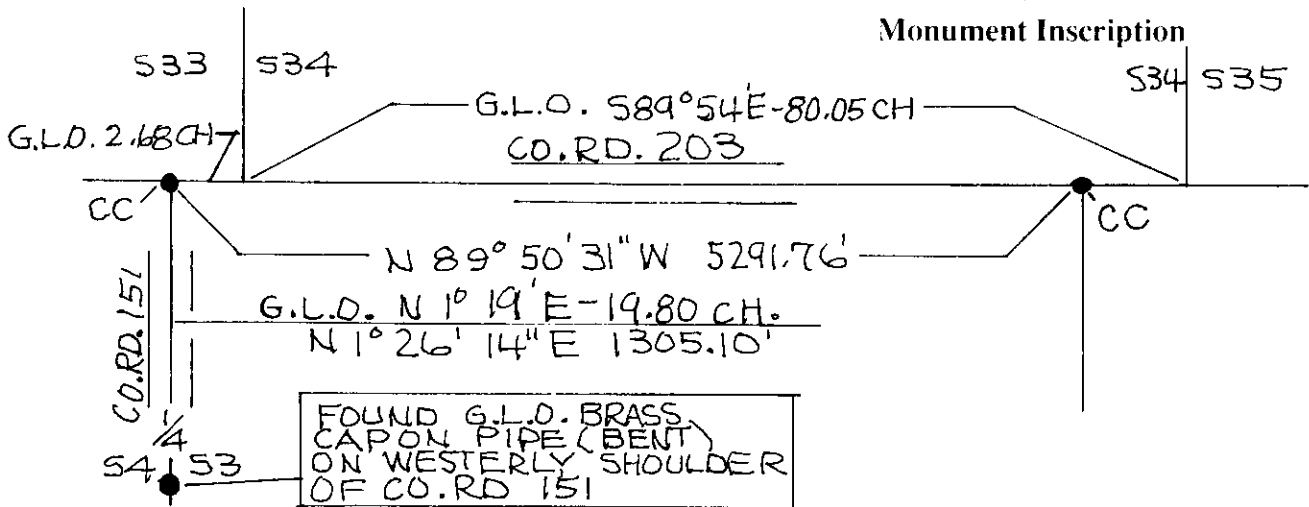 Monument Inscription
S33 S34
S34 S35
G.L.O. S89°54'E-80.05 CH
G.L.O. 2.68 CH
CO. RD. 203
CC
CC
N 89° 50' 31" W 5291.76'
G.L.O. N 1° 19' E - 19.80 CH.
N 1° 26' 14" E 1305.10'
CO. RD. 151
1/4
S4 S3
FOUND G.L.O. BRASS
CAP ON PIPE (BENT)
ON WESTERLY SHOULDER
OF CO. RD 151